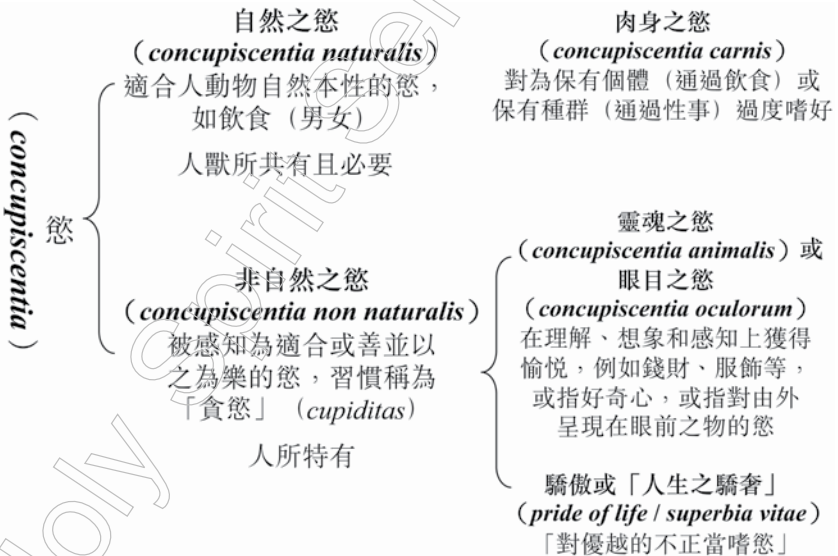 慾
（concupiscentia）
自然之慾
（concupiscentia naturalis）
適合人動物自然本性的慾，
如飲食（男女）
人獸所共有且必要
肉身之慾
（concupiscentia carnis）
對為保有個體（通過飲食）或
保有種群（通過性事）過度嗜好
非自然之慾
（concupiscentia non naturalis）
被感知為適合或善並以
之為樂的慾，習慣稱為
「貪慾」（cupiditas）
人所特有
靈魂之慾
（concupiscentia animalis）或
眼目之慾
（concupiscentia oculorum）
在理解、想象和感知上獲得
愉悅，例如錢財、服飾等，
或指好奇心，或指對由外
呈現在眼前之物的慾
驕傲或「人生之驕奢」
（pride of life / superbia vitae）
「對優越的不正當嗜慾」
Holy Spirit Se